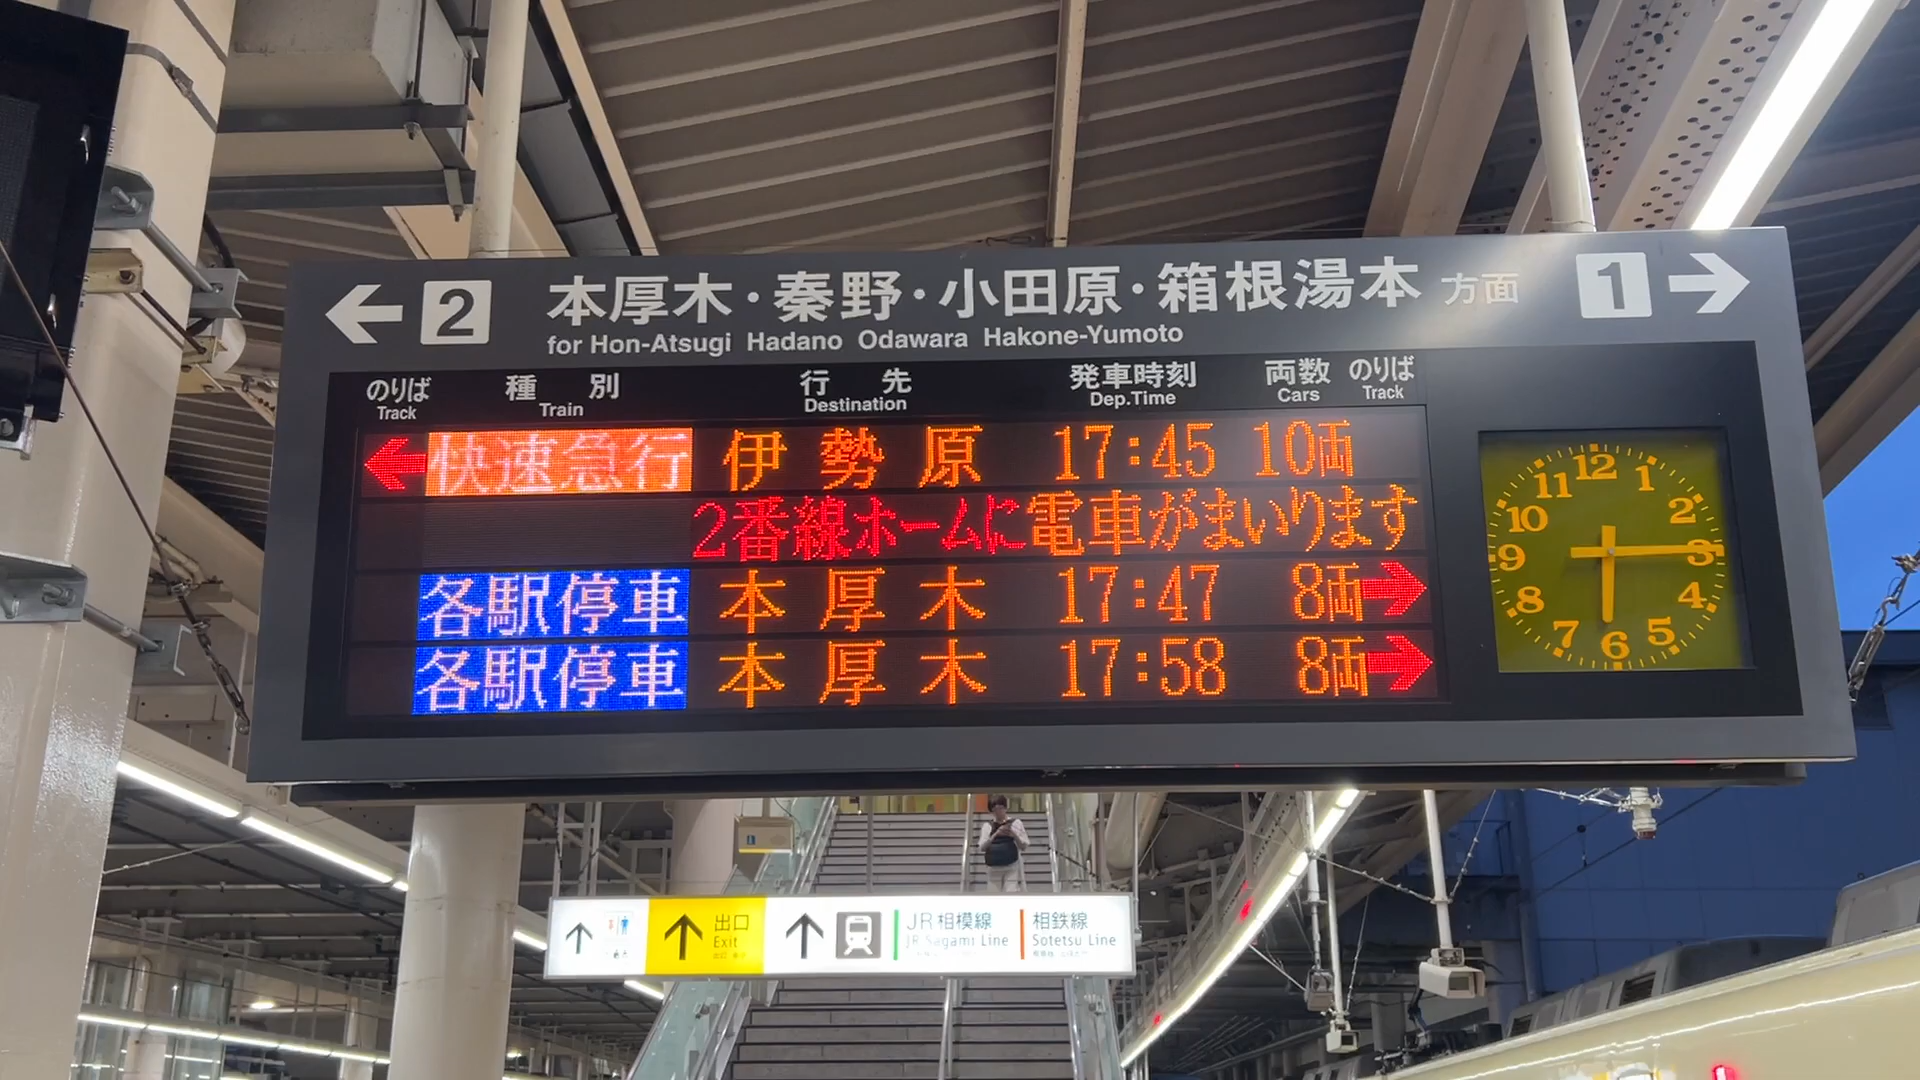 ← 2 本厚木・秦野・小田原・箱根湯本 方面 1 →
for Hon-Atsugi Hadano Odawara Hakone-Yumoto
のりば 種別 行先 発車時刻 両数 のりば
Track Train Destination Dep.Time Cars Track
← 快速急行 伊勢原 17:45 10両
2番線ホームに電車がまいります
各駅停車 本厚木 17:47 8両 →
各駅停車 本厚木 17:58 8両 →
12 1 2 3 4 5 6 7 8 9 10 11
↑ ↑ 出口 ↑ JR相模線 相鉄線
Exit JR Sagami Line Sotetsu Line